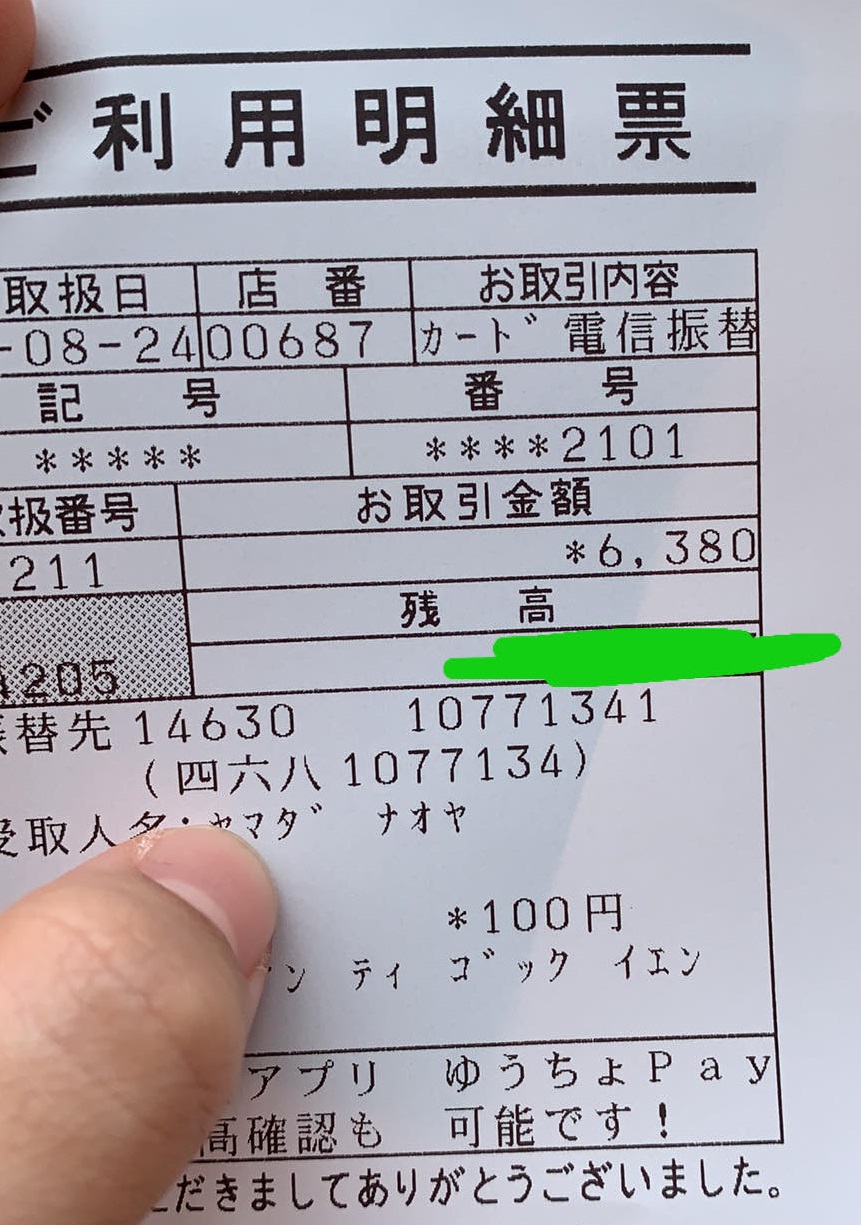 ご利用明細票
取扱日 店番 お取引内容
-08-24 00687 カード電信振替
記号 番号
***** ****2101
扱番号 お取引金額
211 *6,380
残高
4205
替先 14630 10771341
(四六八 1077134)
受取人名:ヤマダ ナオヤ
*100円
ン ティ ゴック イエン
アプリ ゆうちょPay
高確認も 可能です!
ただきましてありがとうございました。